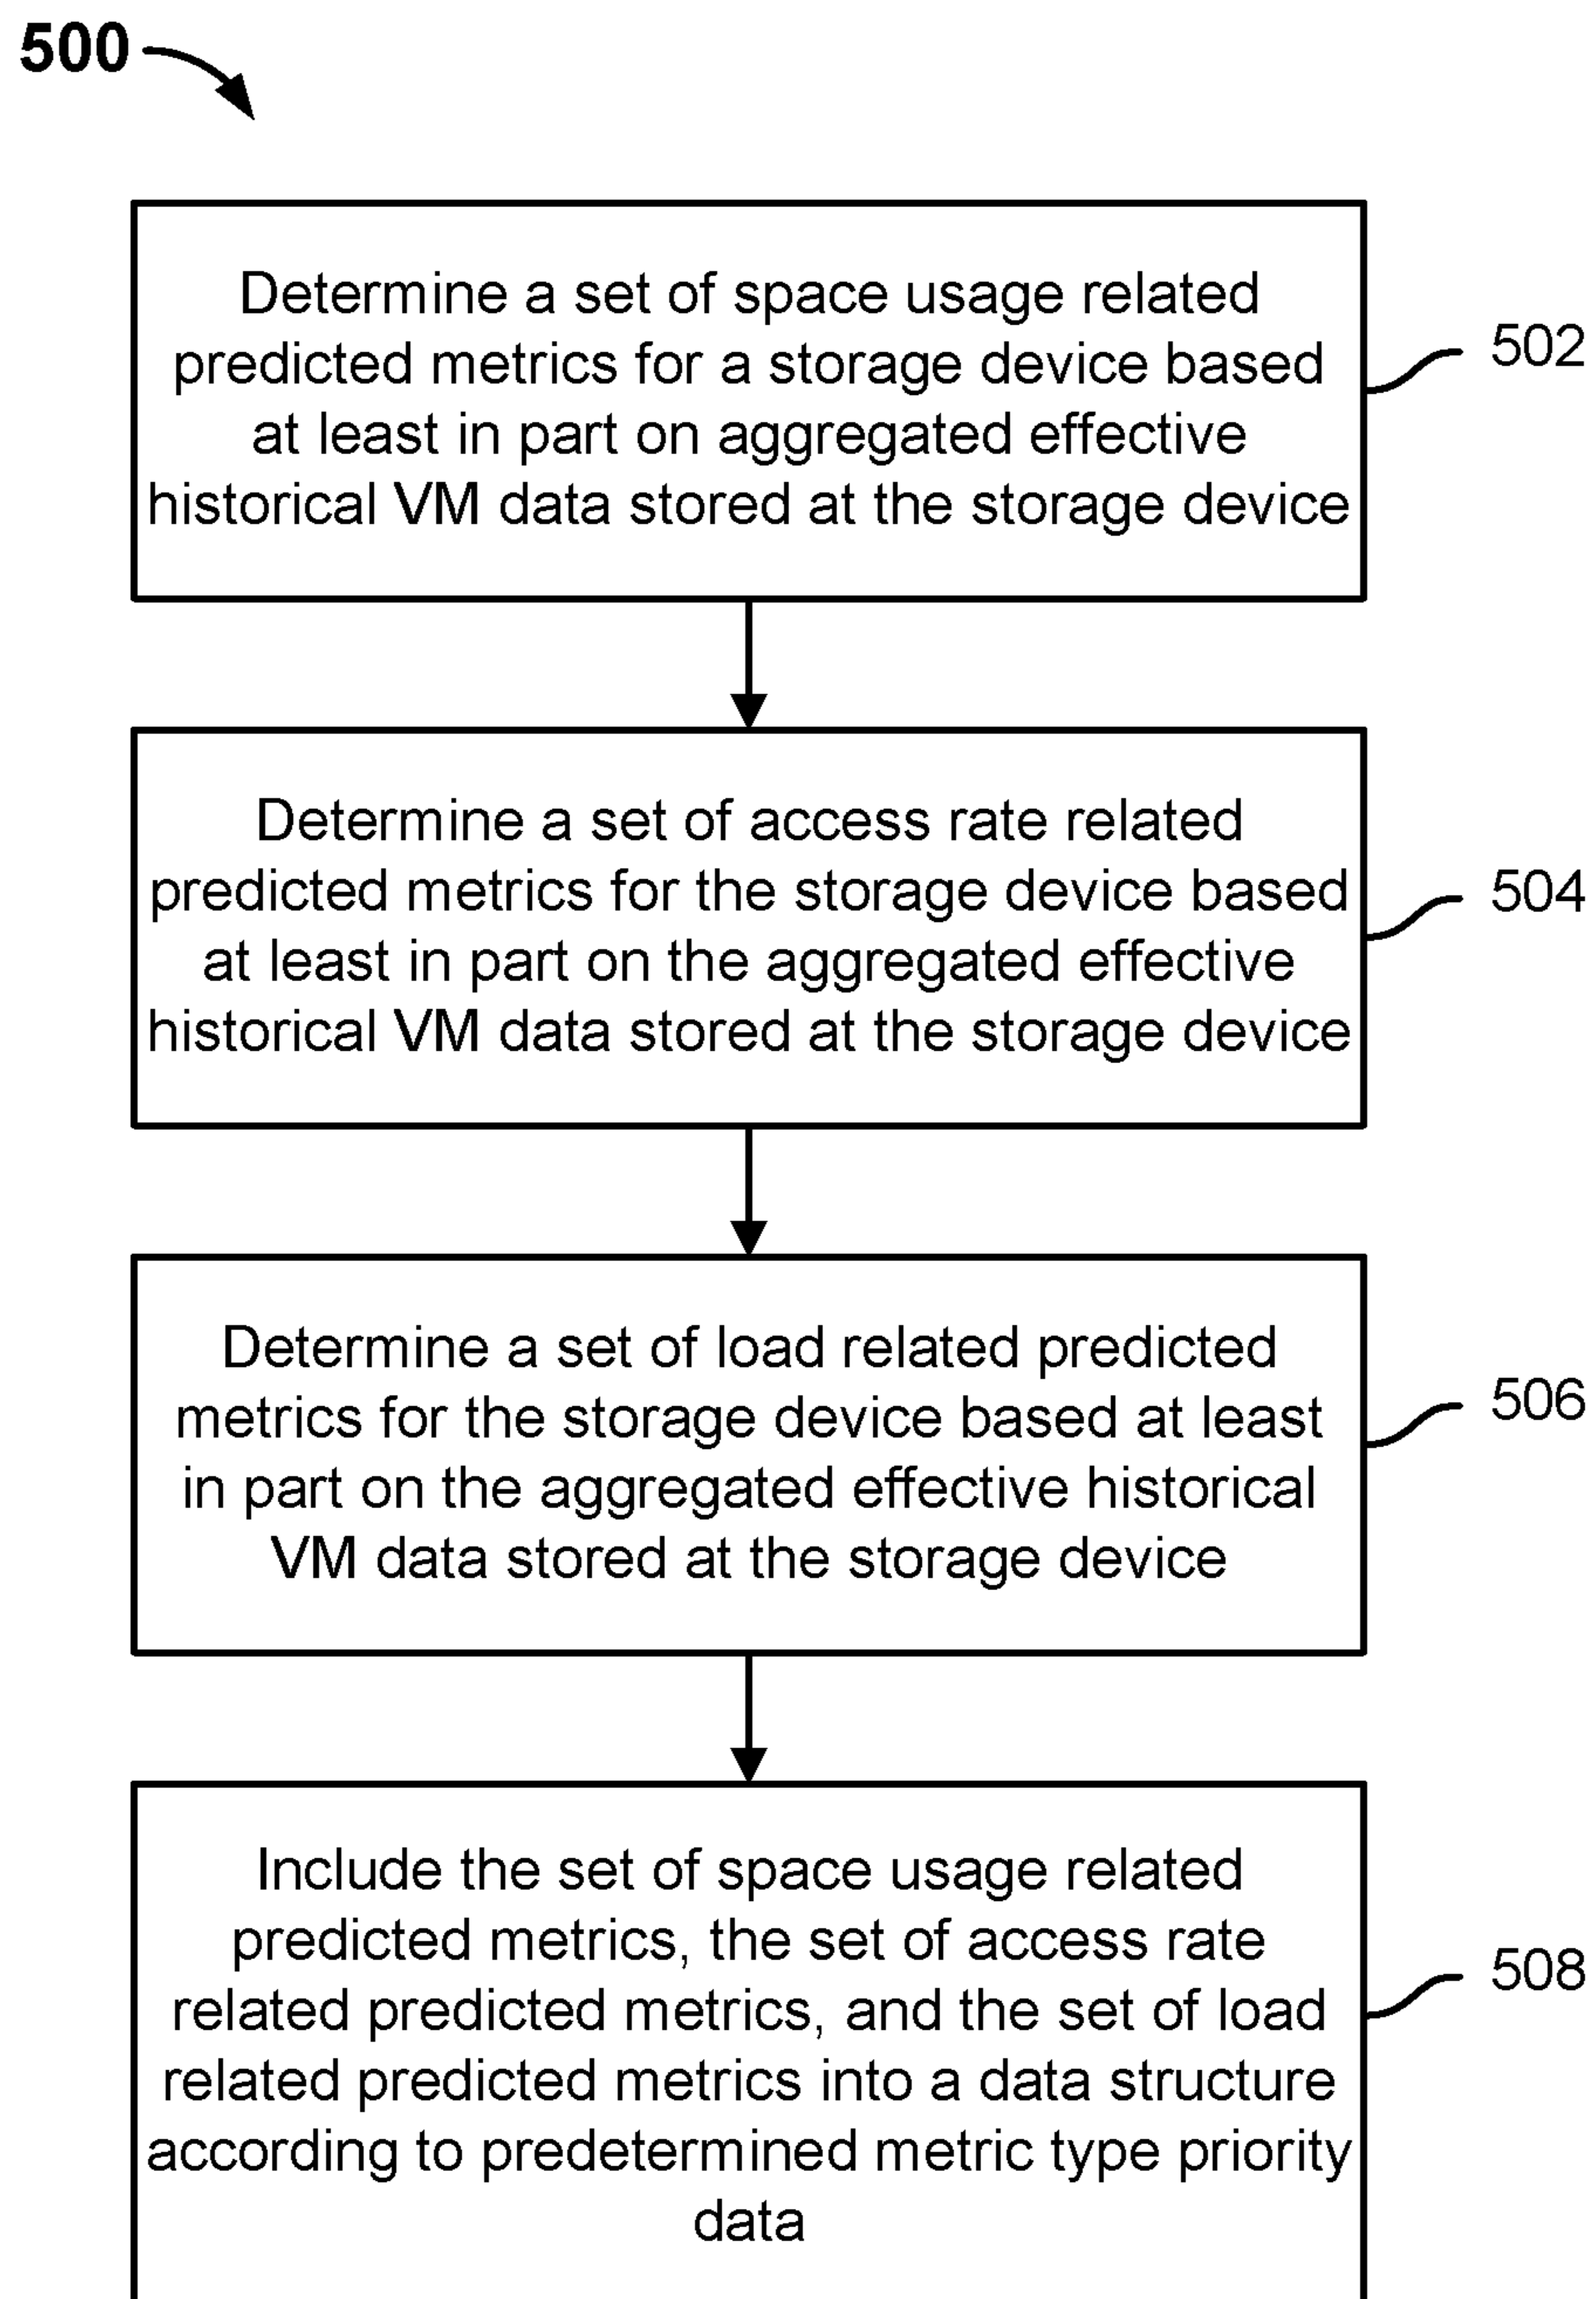 500
Determine a set of space usage related
predicted metrics for a storage device based
at least in part on aggregated effective
historical VM data stored at the storage device
502
Determine a set of access rate related
predicted metrics for the storage device based
at least in part on the aggregated effective
historical VM data stored at the storage device
504
Determine a set of load related predicted
metrics for the storage device based at least
in part on the aggregated effective historical
VM data stored at the storage device
506
Include the set of space usage related
predicted metrics, the set of access rate
related predicted metrics, and the set of load
related predicted metrics into a data structure
according to predetermined metric type priority
data
508